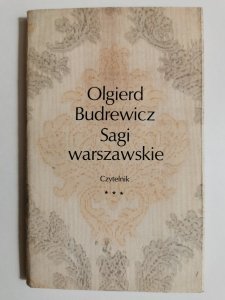 Olgierd
Budrewicz
Sagi
warszawskie
Czytelnik
* * *